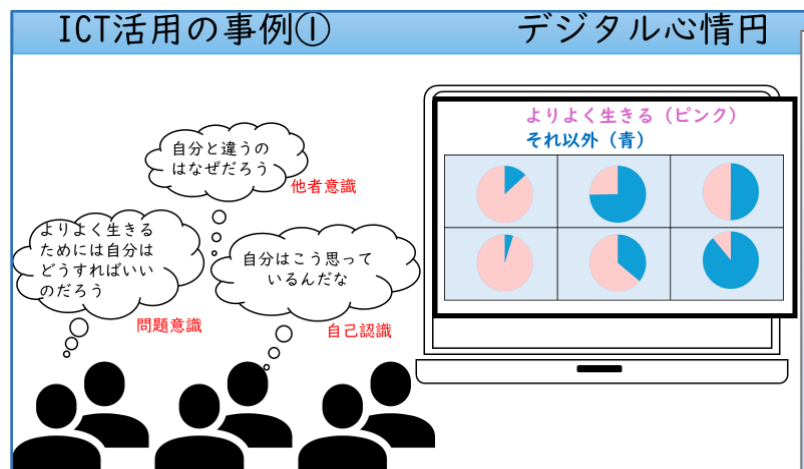 ICT活用の事例①
デジタル心情円
自分と違うの
はなぜだろう
他者意識
よりよく生きる
ためには自分は
どうすればいい
のだろう
問題意識
自分はこう思って
いるんだな
自己認識
よりよく生きる（ピンク）
それ以外（青）